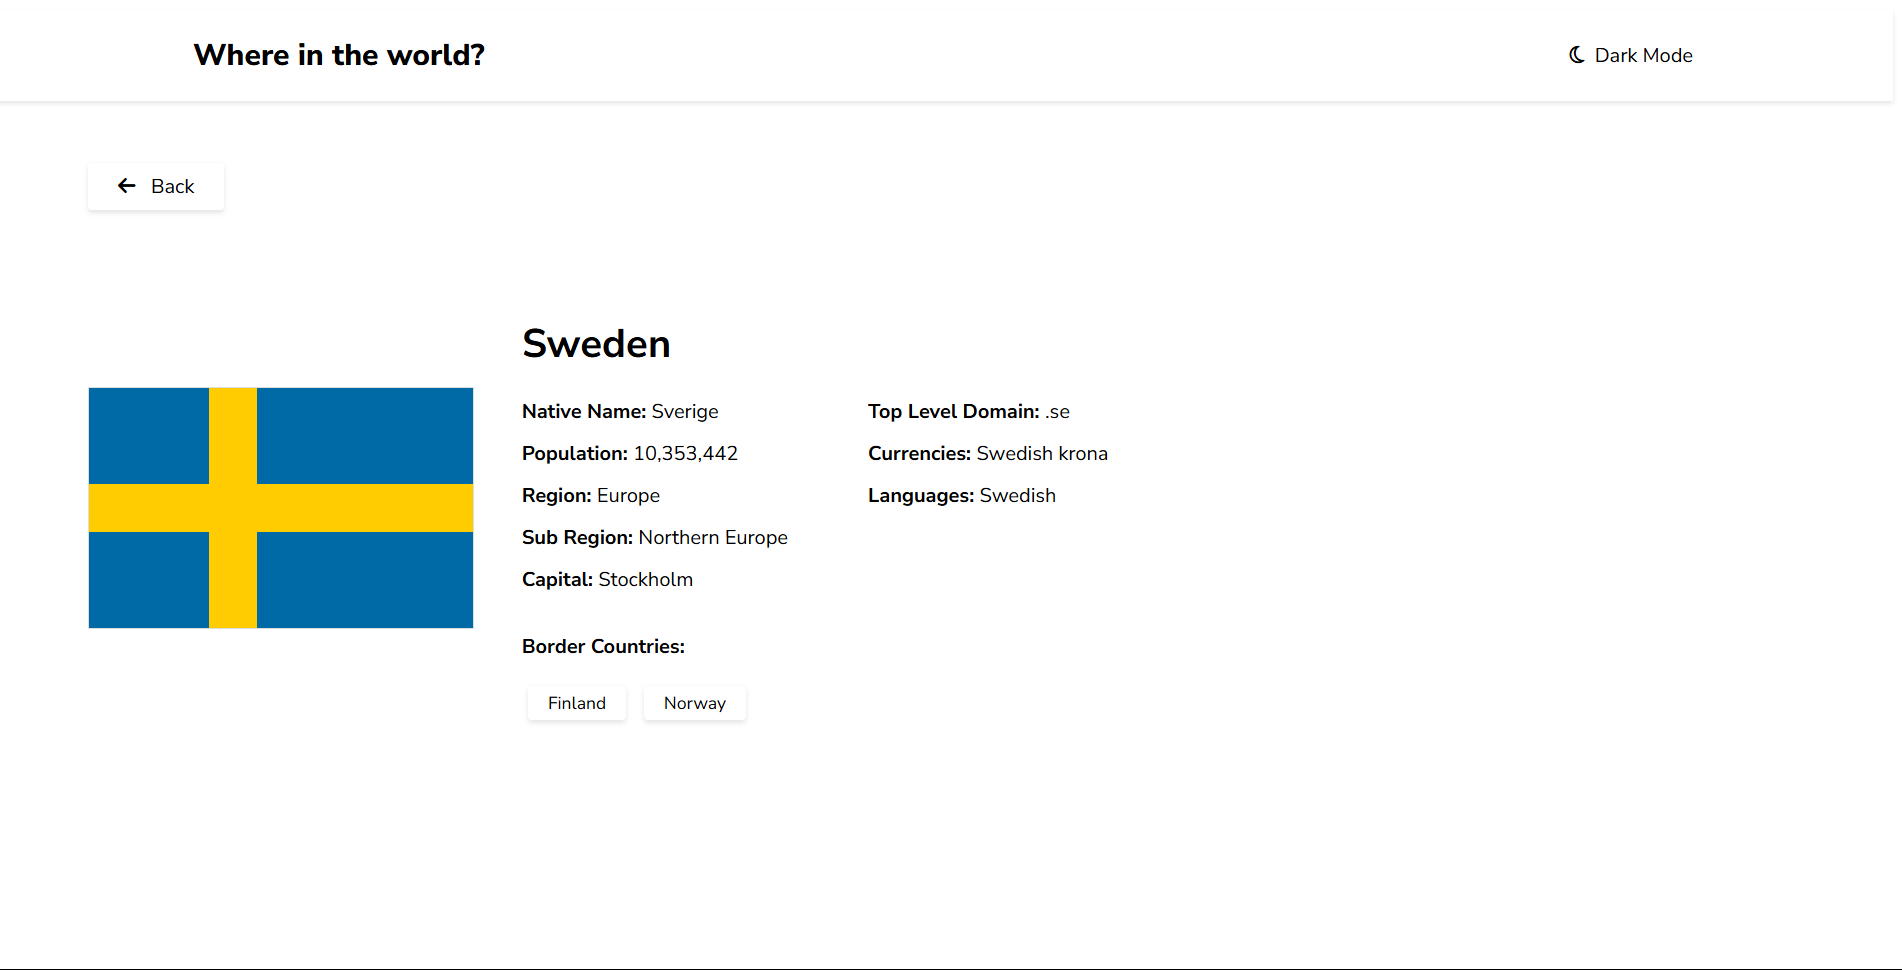 Where in the world?
Dark Mode
Back
Sweden
Native Name: Sverige
Population: 10,353,442
Region: Europe
Sub Region: Northern Europe
Capital: Stockholm
Top Level Domain: .se
Currencies: Swedish krona
Languages: Swedish
Border Countries:
Finland
Norway